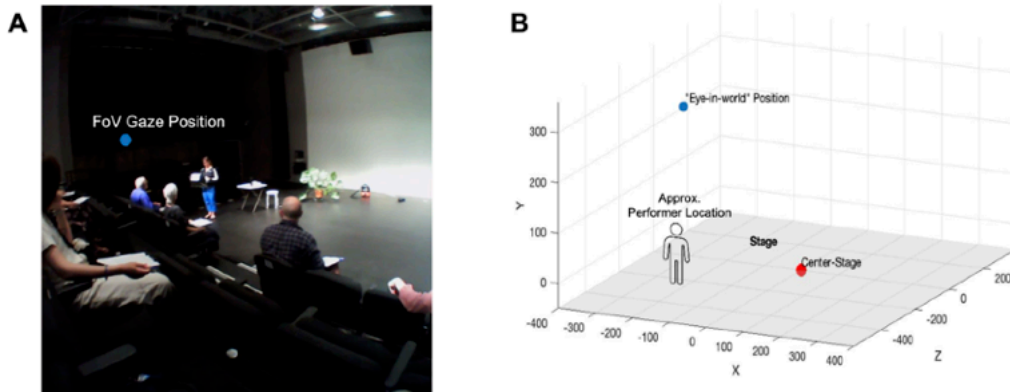 A
FoV Gaze Position
B
"Eye-in-world" Position
Approx.
Performer Location
Stage
Center-Stage
Y
300
200
100
0
-400
-300
-200
-100
0
100
200
300
400
X
-400
-200
0
200
Z